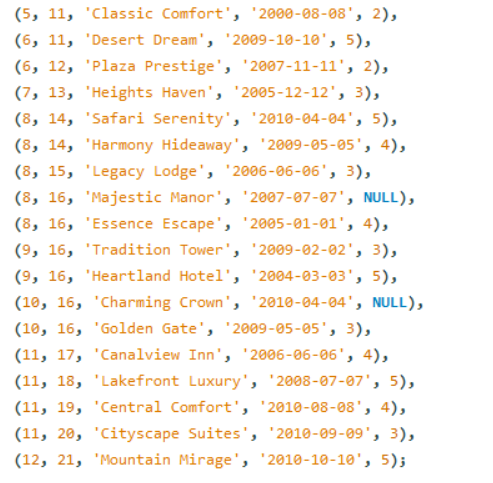 (5, 11, 'Classic Comfort', '2000-08-08', 2),
(6, 11, 'Desert Dream', '2009-10-10', 5),
(6, 12, 'Plaza Prestige', '2007-11-11', 2),
(7, 13, 'Heights Haven', '2005-12-12', 3),
(8, 14, 'Safari Serenity', '2010-04-04', 5),
(8, 14, 'Harmony Hideaway', '2009-05-05', 4),
(8, 15, 'Legacy Lodge', '2006-06-06', 3),
(8, 16, 'Majestic Manor', '2007-07-07', NULL),
(8, 16, 'Essence Escape', '2005-01-01', 4),
(9, 16, 'Tradition Tower', '2009-02-02', 3),
(9, 16, 'Heartland Hotel', '2004-03-03', 5),
(10, 16, 'Charming Crown', '2010-04-04', NULL),
(10, 16, 'Golden Gate', '2009-05-05', 3),
(11, 17, 'Canalview Inn', '2006-06-06', 4),
(11, 18, 'Lakefront Luxury', '2008-07-07', 5),
(11, 19, 'Central Comfort', '2010-08-08', 4),
(11, 20, 'Cityscape Suites', '2010-09-09', 3),
(12, 21, 'Mountain Mirage', '2010-10-10', 5);